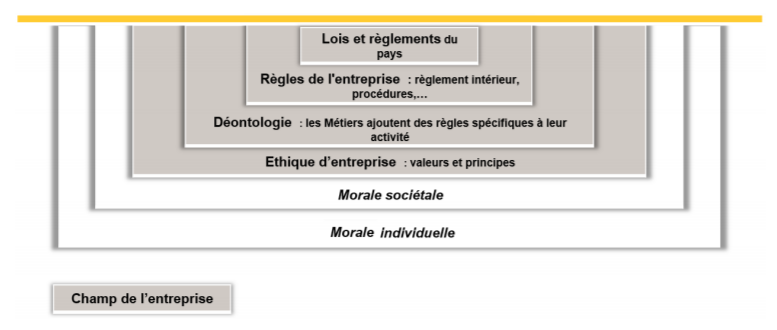 Lois et règlements du
pays
Règles de l'entreprise : règlement intérieur,
procédures,...
Déontologie : les Métiers ajoutent des règles spécifiques à leur
activité
Ethique d'entreprise : valeurs et principes
Morale sociétale
Morale individuelle
Champ de l'entreprise